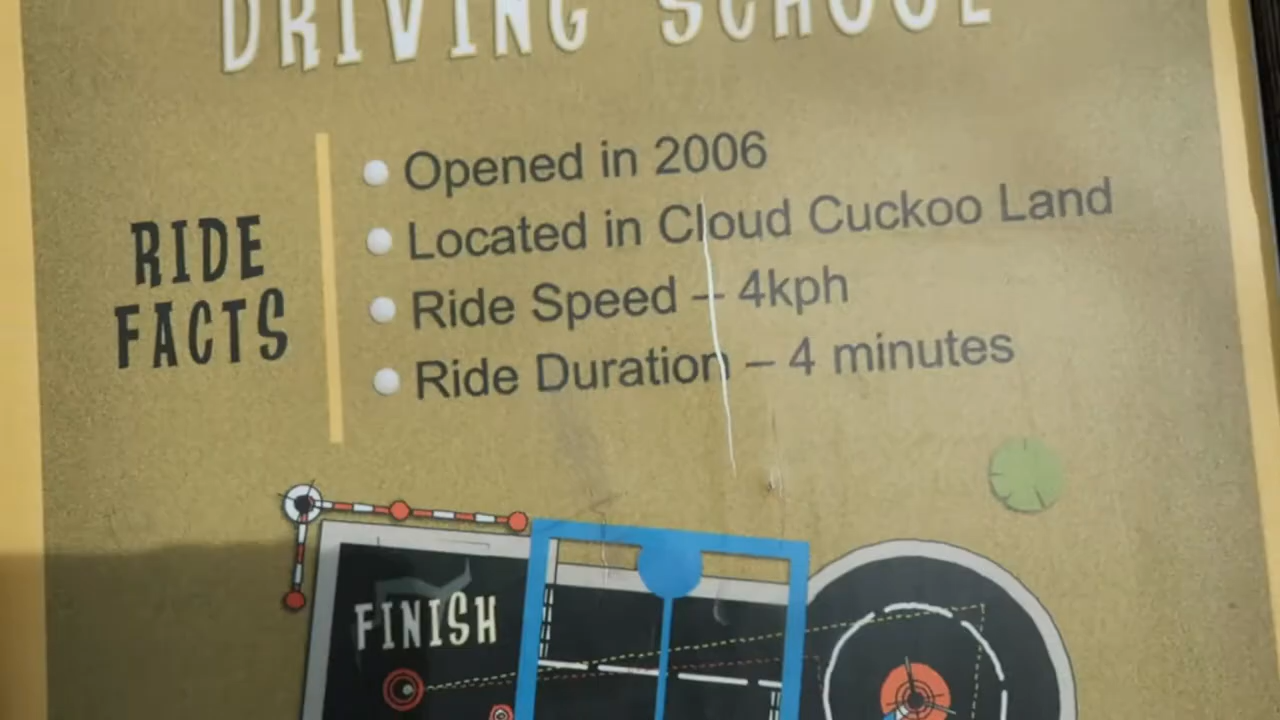 DRIVING SCHOOL
RIDE
FACTS
Opened in 2006
Located in Cloud Cuckoo Land
Ride Speed – 4kph
Ride Duration – 4 minutes
FINISH